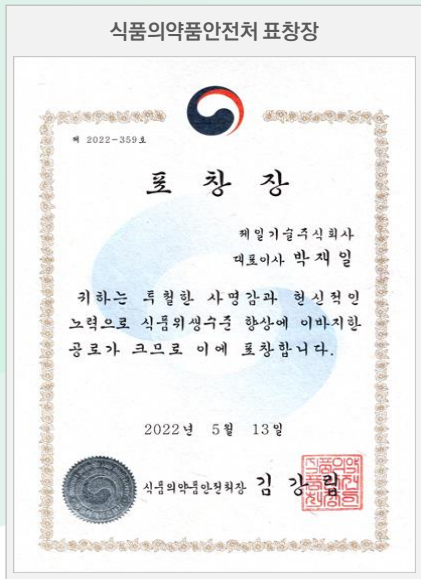 식품의약품안전처 표창장
제 2022-359호
표 창 장
제일기술주식회사
대표이사 박재일
귀하는 투철한 사명감과 헌신적인
노력으로 식품위생수준 향상에 이바지한
공로가 크므로 이에 표창합니다.
2022년 5월 13일
식품의약품안전처장 김강립